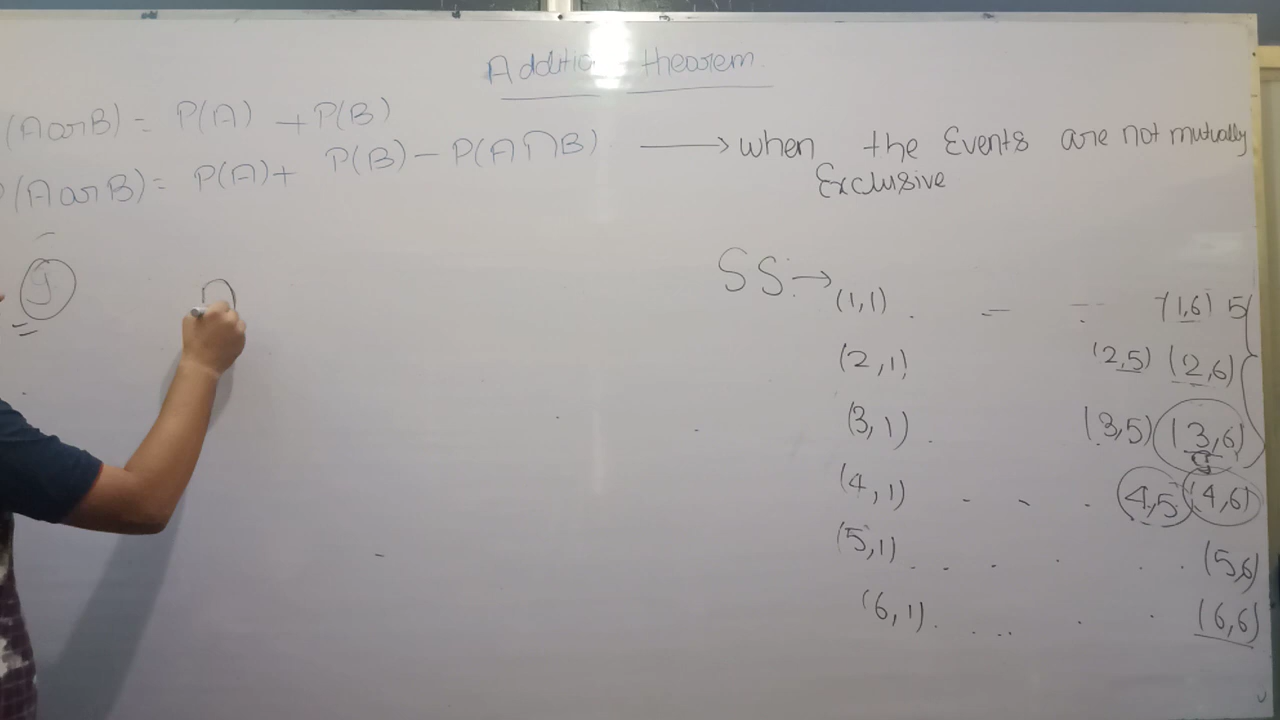 Addition theorem
(A or B) = P(A) + P(B)
P(A or B) = P(A) + P(B) - P(A∩B) → when the Events are not mutually
Exclusive
9
SS: →
(1,1) . - - (1,6) 5
(2,1) (2,5) (2,6)
(3,1) . (3,5) (3,6)
9
(4,1) - - . (4,5) (4,6)
(5,1) . . . . . . (5,6)
(6,1) . . . . . . (6,6)